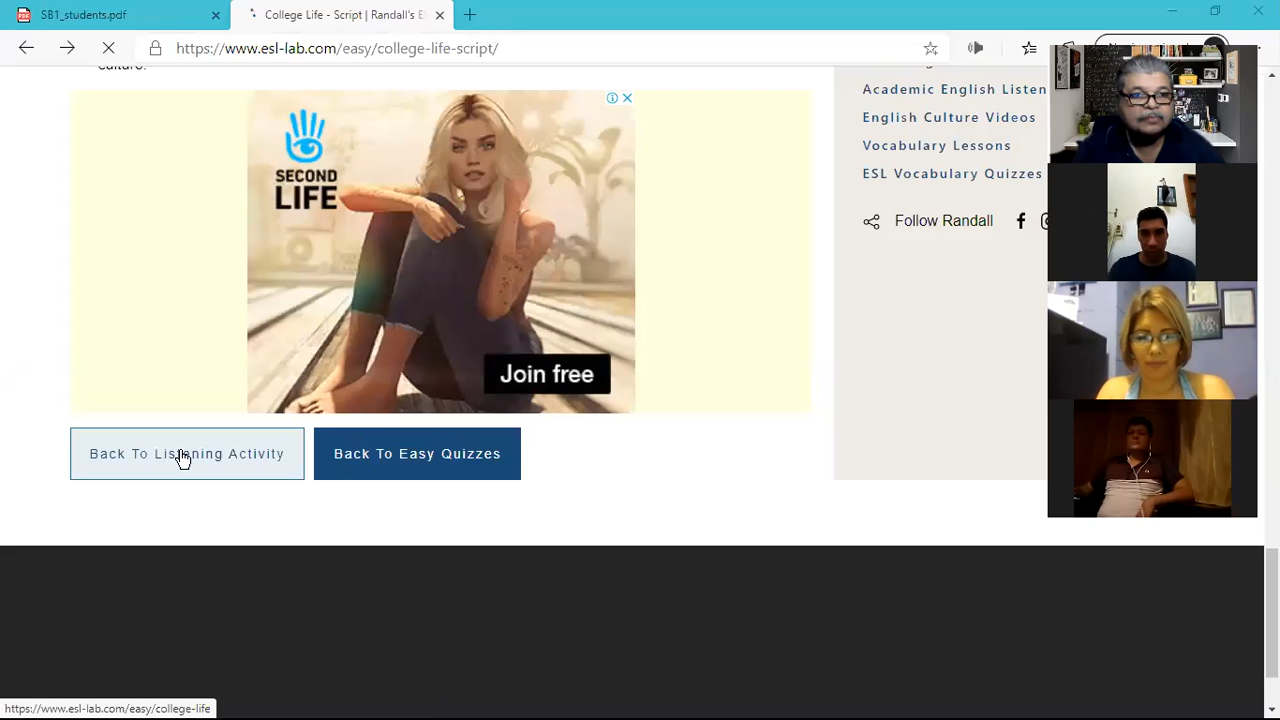 SB1_students.pdf
College Life - Script | Randall's E
https://www.esl-lab.com/easy/college-life-script/
Academic English Listen
English Culture Videos
Vocabulary Lessons
ESL Vocabulary Quizzes
Follow Randall
SECOND
LIFE
Join free
Back To Listening Activity
Back To Easy Quizzes
https://www.esl-lab.com/easy/college-life